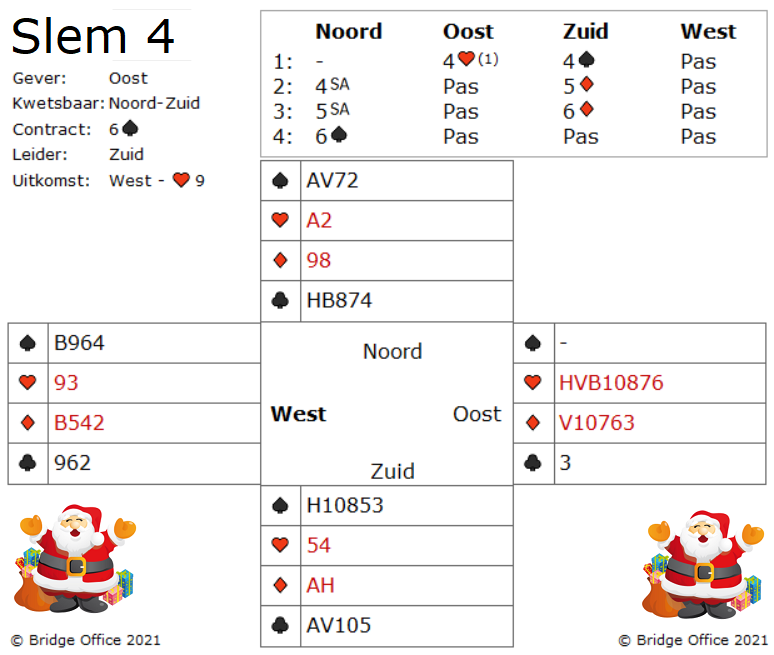 Slem 4
Gever: Oost
Kwetsbaar: Noord-Zuid
Contract: 6♠
Leider: Zuid
Uitkomst: West - ♥ 9
Noord Oost Zuid West
1: - 4♥(1) 4♠ Pas
2: 4SA Pas 5♦ Pas
3: 5SA Pas 6♦ Pas
4: 6♠ Pas Pas Pas
♠ AV72
♥ A2
♦ 98
♣ HB874
Noord
♠ B964
♥ 93
♦ B542
♣ 962
West Oost
♠ -
♥ HVB10876
♦ V10763
♣ 3
Zuid
♠ H10853
♥ 54
♦ AH
♣ AV105
© Bridge Office 2021
© Bridge Office 2021